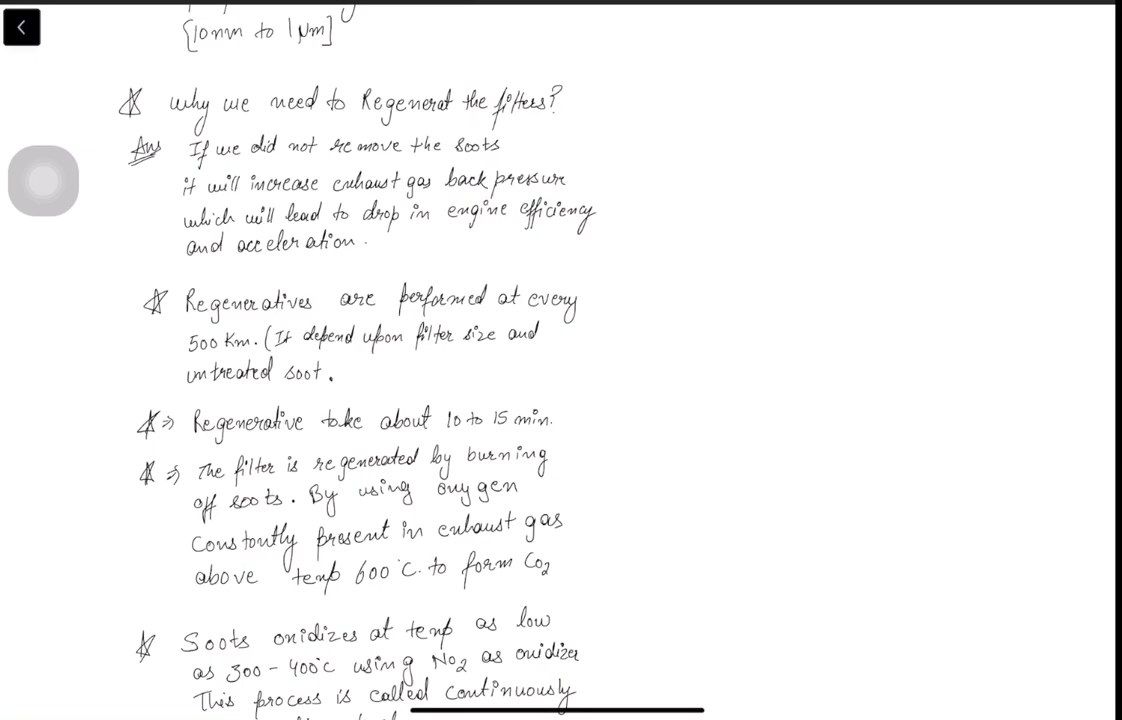 {10nm to 1 μm]
why we need to Regenerat the filters?
Ans If we did not remove the soots
it will increase exhaust gas back pressure
which will lead to drop in engine efficiency
and acceleration.
Regeneratives are performed at every
500 Km. (It depend upon filter size and
untreated soot.
⇒ Regenerative take about 10 to 15 min.
⇒ The filter is regenerated by burning
off soots. By using oxygen
Constantly present in exhaust gas
above temp 600°C. to form CO2
Soots oxidizes at temp as low
as 300 - 400°C using NO2 as oxidizer
This process is called continuously